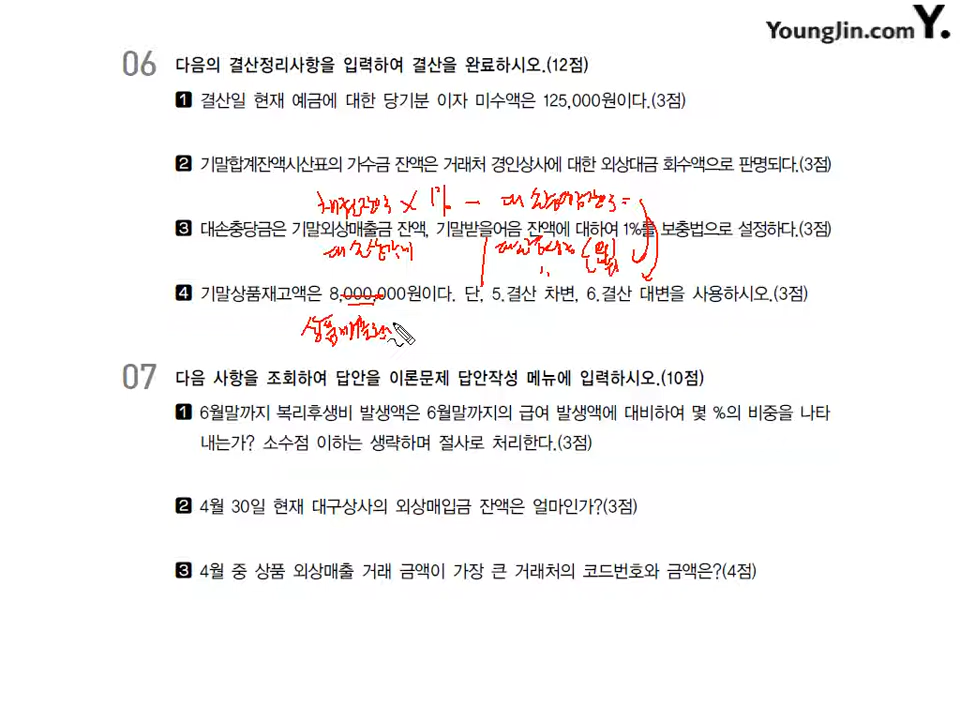 YoungJin.com Y.
06 다음의 결산정리사항을 입력하여 결산을 완료하시오.(12점)
1 결산일 현재 예금에 대한 당기분 이자 미수액은 125,000원이다.(3점)
2 기말합계잔액시산표의 가수금 잔액은 거래처 경인상사에 대한 외상대금 회수액으로 판명되다.(3점)
× 1% -
3 대손충당금은 기말외상매출금 잔액, 기말받을어음 잔액에 대하여 1%를 보충법으로 설정하다.(3점)
4 기말상품재고액은 8,000,000원이다. 단, 5.결산 차변, 6.결산 대변을 사용하시오.(3점)
상품매출원
07 다음 사항을 조회하여 답안을 이론문제 답안작성 메뉴에 입력하시오.(10점)
1 6월말까지 복리후생비 발생액은 6월말까지의 급여 발생액에 대비하여 몇 %의 비중을 나타
내는가? 소수점 이하는 생략하며 절사로 처리한다.(3점)
2 4월 30일 현재 대구상사의 외상매입금 잔액은 얼마인가?(3점)
3 4월 중 상품 외상매출 거래 금액이 가장 큰 거래처의 코드번호와 금액은?(4점)